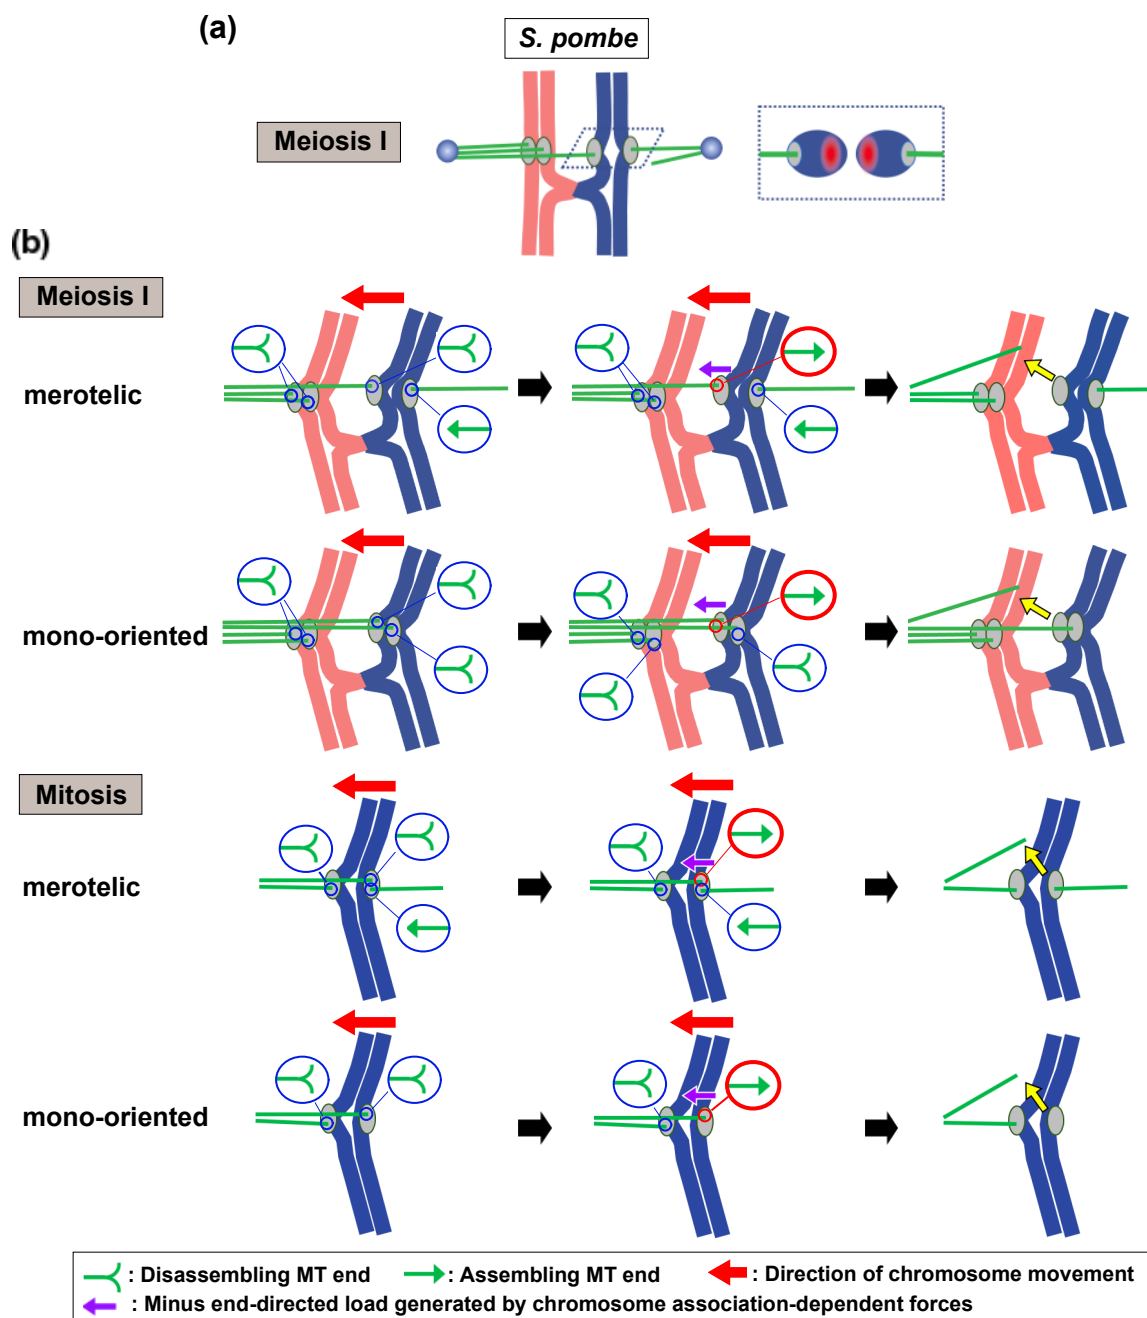 (a)
S. pombe
Meiosis I
(b)
Meiosis I
merotelic
mono-oriented
Mitosis
merotelic
mono-oriented
: Disassembling MT end : Assembling MT end : Direction of chromosome movement
: Minus end-directed load generated by chromosome association-dependent forces